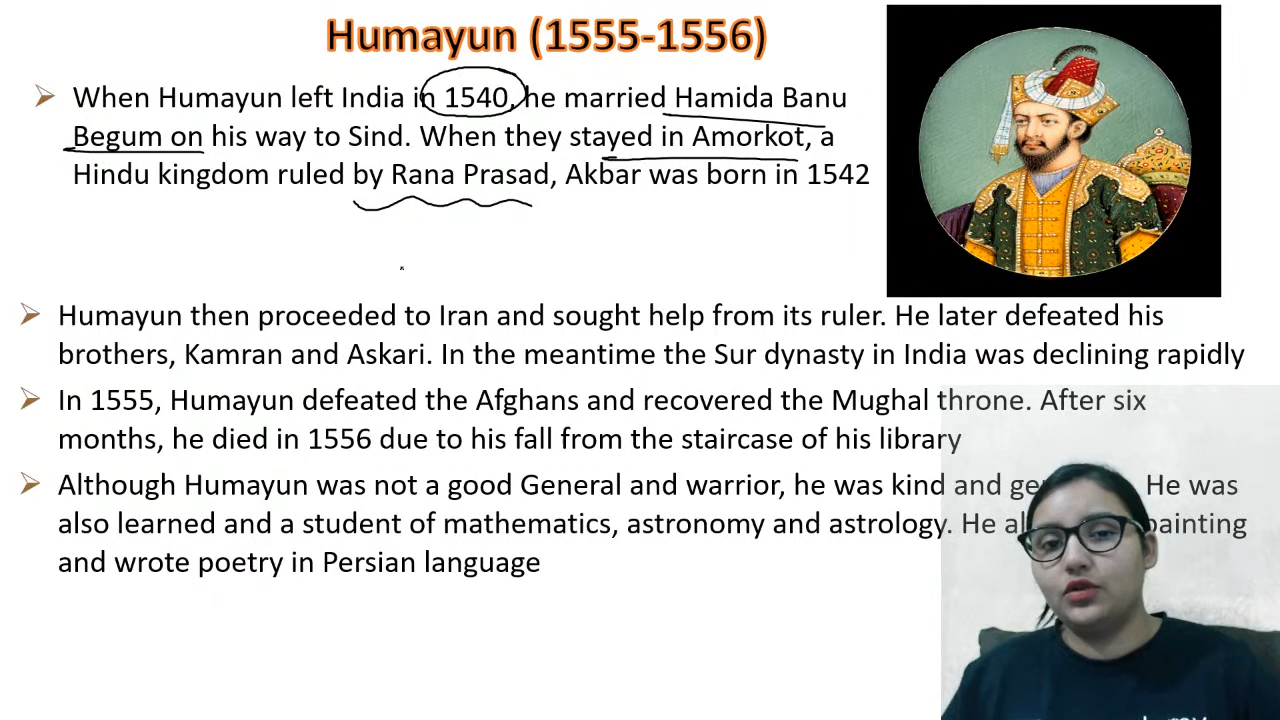 Humayun (1555-1556)
When Humayun left India in 1540, he married Hamida Banu
Begum on his way to Sind. When they stayed in Amorkot, a
Hindu kingdom ruled by Rana Prasad, Akbar was born in 1542
Humayun then proceeded to Iran and sought help from its ruler. He later defeated his
brothers, Kamran and Askari. In the meantime the Sur dynasty in India was declining rapidly
In 1555, Humayun defeated the Afghans and recovered the Mughal throne. After six
months, he died in 1556 due to his fall from the staircase of his library
Although Humayun was not a good General and warrior, he was kind and He was
also learned and a student of mathematics, astronomy and astrology. He painting
and wrote poetry in Persian language